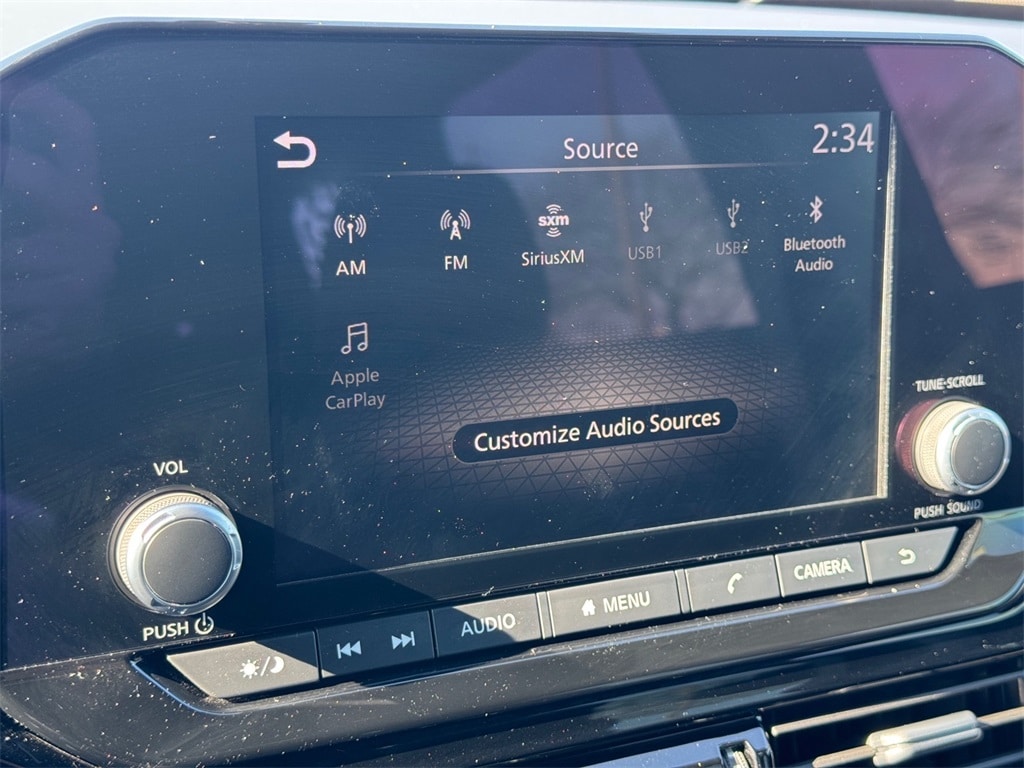 Source
2:34
AM
FM
sxm
SiriusXM
USB1
USB2
Bluetooth
Audio
Apple
CarPlay
Customize Audio Sources
TUNE·SCROLL
VOL
PUSH SOUND
PUSH
AUDIO
MENU
CAMERA